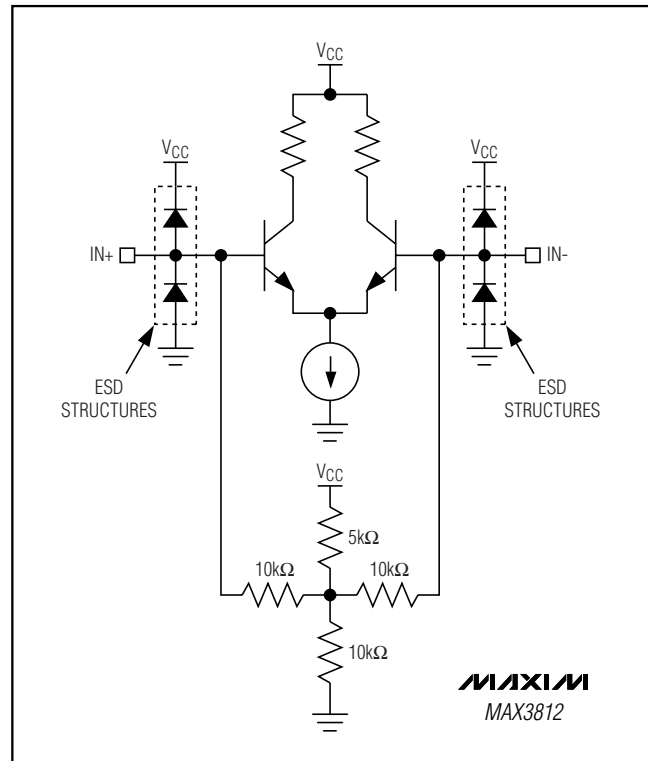 VCC
VCC
VCC
IN+
IN-
ESD
STRUCTURES
ESD
STRUCTURES
VCC
5kΩ
10kΩ
10kΩ
10kΩ
MAXIM
MAX3812